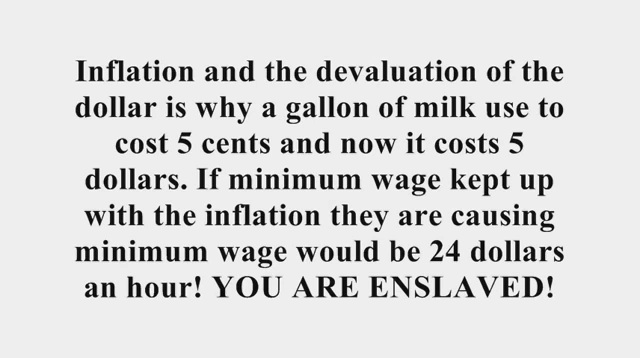 Inflation and the devaluation of the
dollar is why a gallon of milk use to
cost 5 cents and now it costs 5
dollars. If minimum wage kept up
with the inflation they are causing
minimum wage would be 24 dollars
an hour! YOU ARE ENSLAVED!